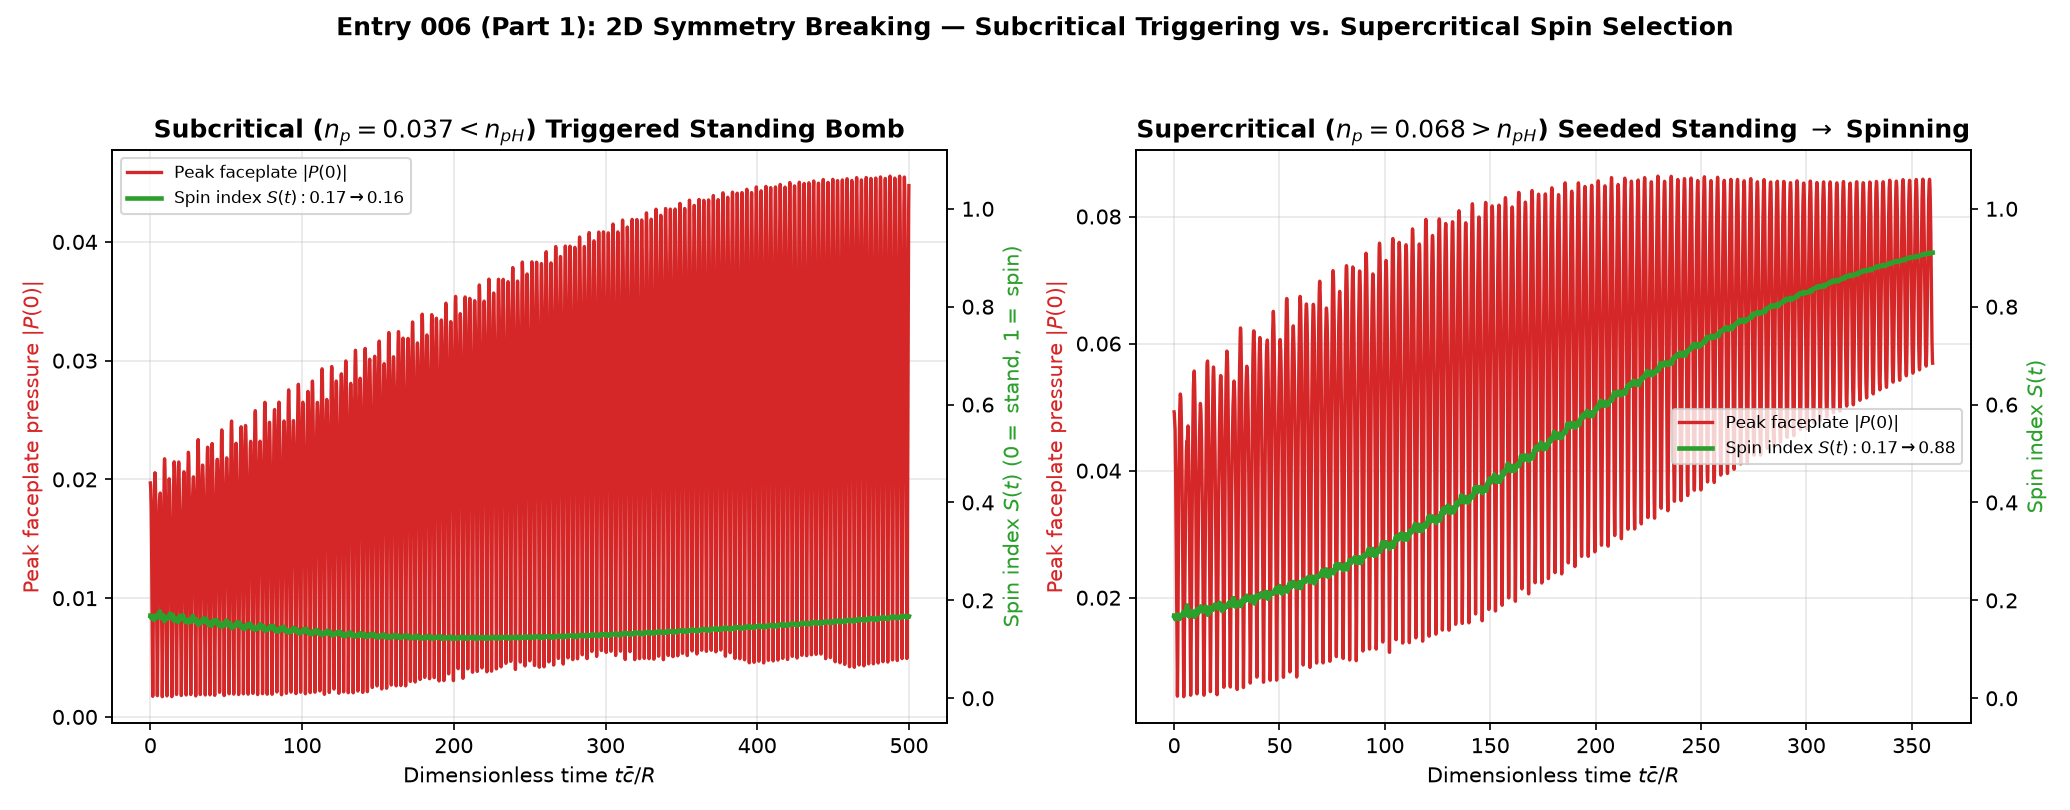 Entry 006 (Part 1): 2D Symmetry Breaking — Subcritical Triggering vs. Supercritical Spin Selection
Subcritical (n_p = 0.037 < n_pH) Triggered Standing Bomb
Peak faceplate |P(0)|
Spin index S(t): 0.17→0.16
Peak faceplate pressure |P(0)|
0.04
0.03
0.02
0.01
0.00
0
100
200
300
400
500
Dimensionless time tc̄/R
1.0
0.8
0.6
0.4
0.2
0.0
Spin index S(t) (0 = stand, 1 = spin)
Supercritical (n_p = 0.068 > n_pH) Seeded Standing → Spinning
Peak faceplate pressure |P(0)|
0.08
0.06
0.04
0.02
Peak faceplate |P(0)|
Spin index S(t): 0.17→0.88
0
50
100
150
200
250
300
350
Dimensionless time tc̄/R
1.0
0.8
0.6
0.4
0.2
0.0
Spin index S(t)